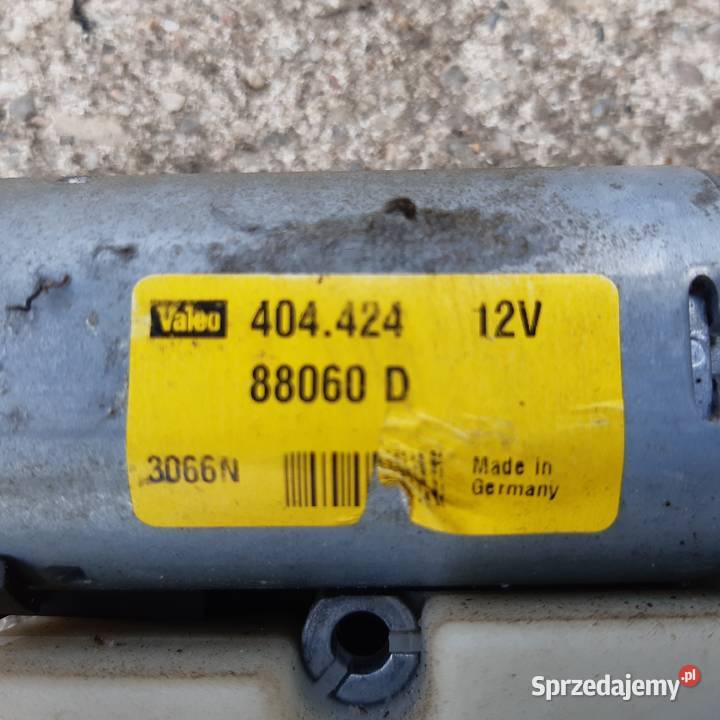 Valeo 404.424 12V
88060 D
3066N Made in
Germany
Sprzedajemy.pl